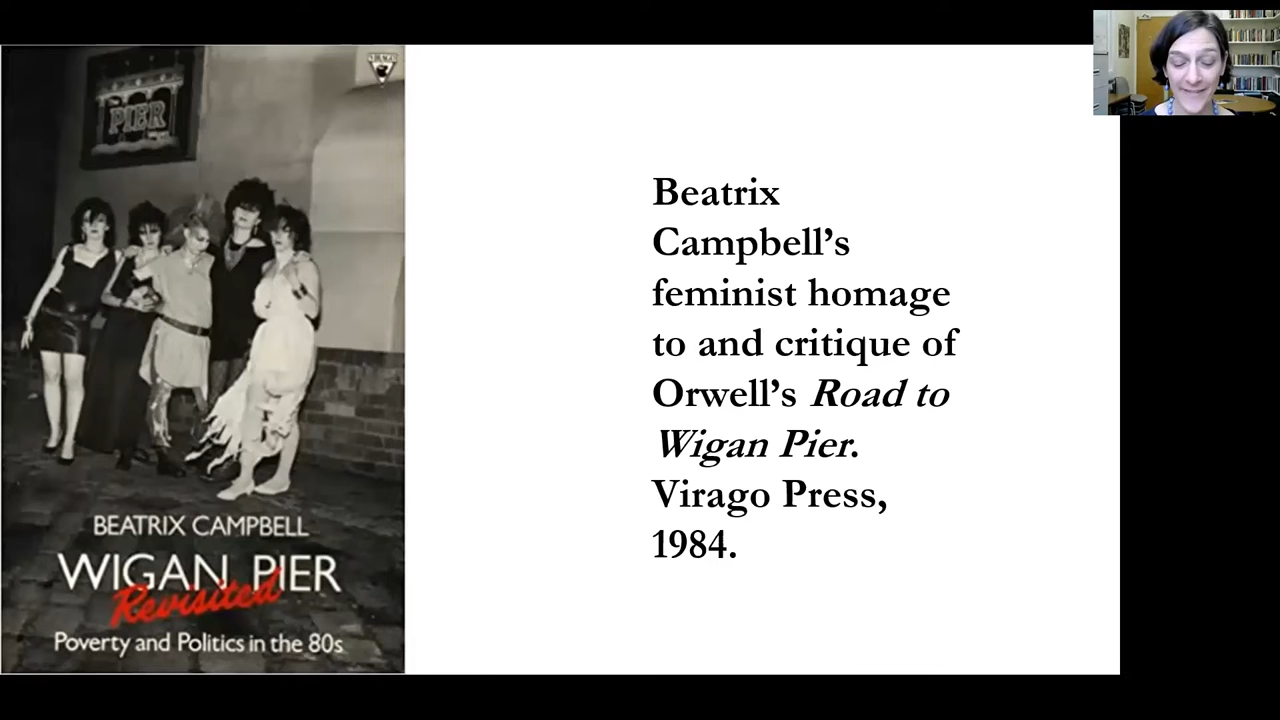 PIER
BEATRIX CAMPBELL
WIGAN PIER
Revisited
Poverty and Politics in the 80s
Beatrix
Campbell’s
feminist homage
to and critique of
Orwell’s Road to
Wigan Pier.
Virago Press,
1984.